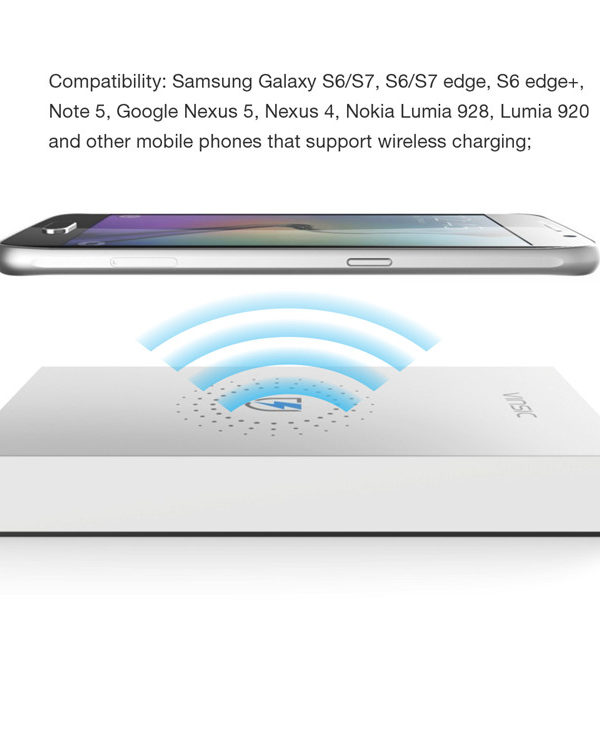 Compatibility: Samsung Galaxy S6/S7, S6/S7 edge, S6 edge+,
Note 5, Google Nexus 5, Nexus 4, Nokia Lumia 928, Lumia 920
and other mobile phones that support wireless charging;
VINSIC